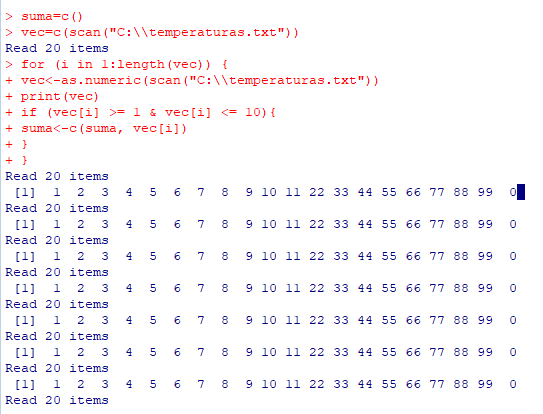 > suma=c()
> vec=c(scan("C:\\temperaturas.txt"))
Read 20 items
> for (i in 1:length(vec)) {
+ vec<-as.numeric(scan("C:\\temperaturas.txt"))
+ print(vec)
+ if (vec[i] >= 1 & vec[i] <= 10){
+ suma<-c(suma, vec[i])
+ }
+ }
Read 20 items
 [1]  1  2  3  4  5  6  7  8  9 10 11 22 33 44 55 66 77 88 99  0
Read 20 items
 [1]  1  2  3  4  5  6  7  8  9 10 11 22 33 44 55 66 77 88 99  0
Read 20 items
 [1]  1  2  3  4  5  6  7  8  9 10 11 22 33 44 55 66 77 88 99  0
Read 20 items
 [1]  1  2  3  4  5  6  7  8  9 10 11 22 33 44 55 66 77 88 99  0
Read 20 items
 [1]  1  2  3  4  5  6  7  8  9 10 11 22 33 44 55 66 77 88 99  0
Read 20 items
 [1]  1  2  3  4  5  6  7  8  9 10 11 22 33 44 55 66 77 88 99  0
Read 20 items
 [1]  1  2  3  4  5  6  7  8  9 10 11 22 33 44 55 66 77 88 99  0
Read 20 items